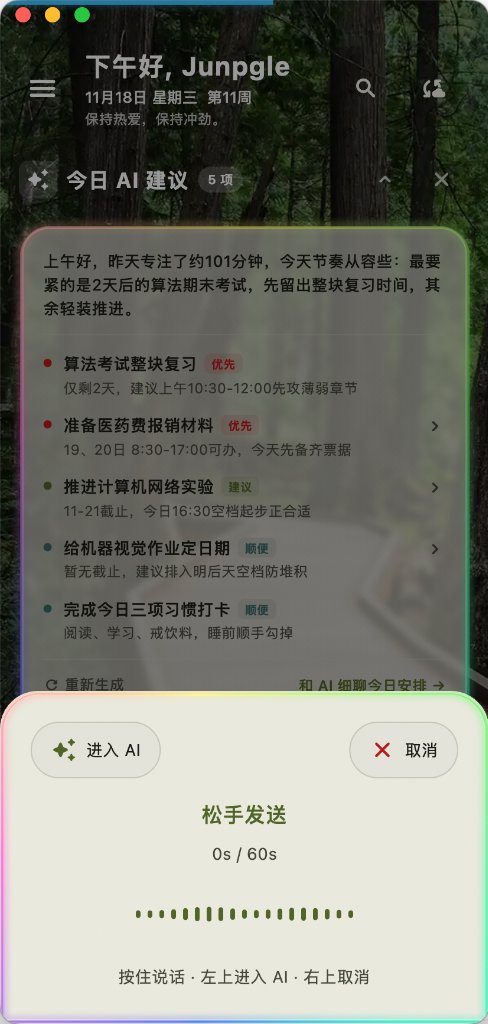 下午好, Junpgle
11月18日 星期三 第11周
保持热爱，保持冲劲。
今日 AI 建议 5 项
上午好，昨天专注了约101分钟，今天节奏从容些：最要
紧的是2天后的算法期末考试，先留出整块复习时间，其
余轻装推进。
算法考试整块复习 优先
仅剩2天，建议上午10:30-12:00先攻薄弱章节
准备医药费报销材料 优先
19、20日 8:30-17:00可办，今天先备齐票据
推进计算机网络实验 建议
11-21截止，今日16:30空档起步正合适
给机器视觉作业定日期 顺便
暂无截止，建议排入明后天空档防堆积
完成今日三项习惯打卡 顺便
阅读、学习、戒饮料，睡前顺手勾掉
重新生成 和 AI 细聊今日安排 →
进入 AI 取消
松手发送
0s / 60s
按住说话 · 左上进入 AI · 右上取消